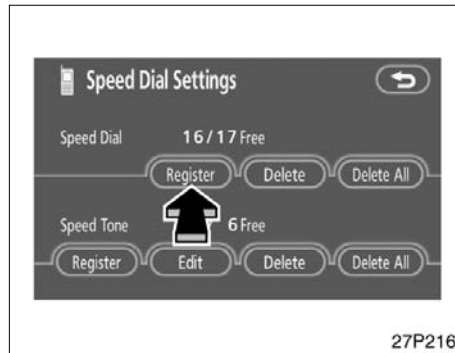 Speed Dial Settings
Speed Dial 16/17 Free
Register Delete Delete All
Speed Tone 6 Free
Register Edit Delete Delete All
27P216